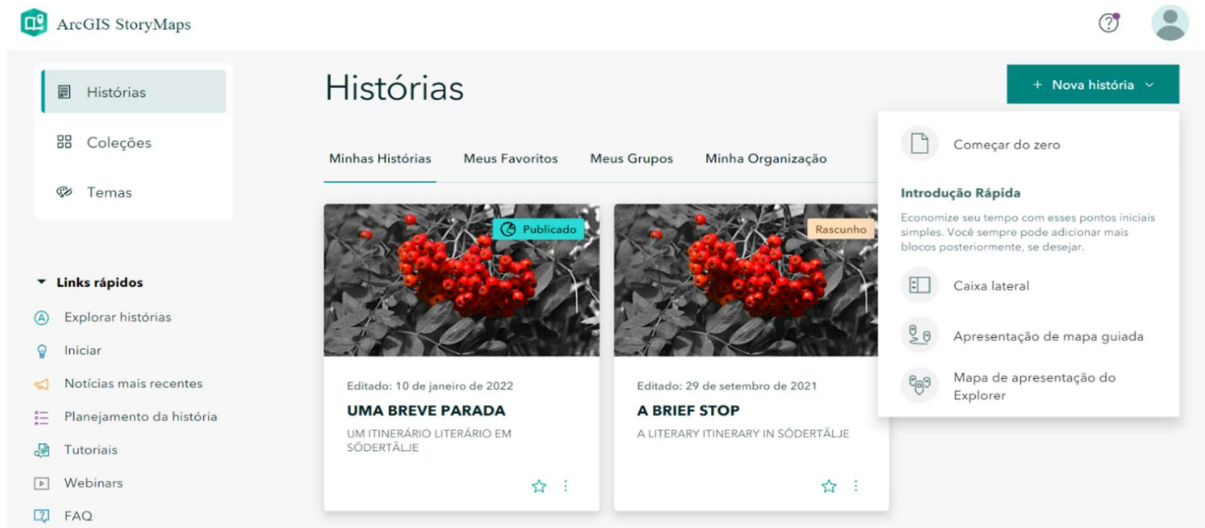 ArcGIS StoryMaps
Histórias
Coleções
Temas
Links rápidos
Explorar histórias
Iniciar
Notícias mais recentes
Planejamento da história
Tutoriais
Webinars
FAQ
Histórias
+ Nova história
Minhas Histórias
Meus Favoritos
Meus Grupos
Minha Organização
Publicado
Editado: 10 de janeiro de 2022
UMA BREVE PARADA
UM ITINERÁRIO LITERÁRIO EM
SÖDERTÄLJE
Rascunho
Editado: 29 de setembro de 2021
A BRIEF STOP
A LITERARY ITINERARY IN SÖDERTÄLJE
Começar do zero
Introdução Rápida
Economize seu tempo com esses pontos iniciais
simples. Você sempre pode adicionar mais
blocos posteriormente, se desejar.
Caixa lateral
Apresentação de mapa guiada
Mapa de apresentação do
Explorer